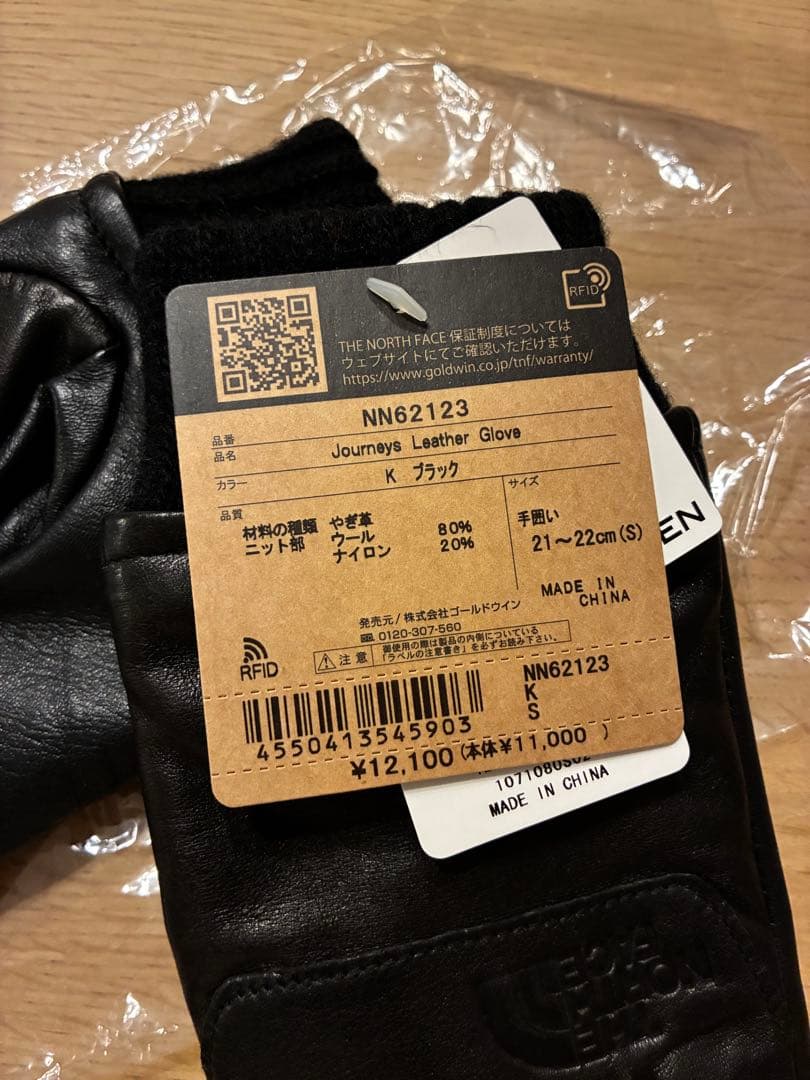 RFID
THE NORTH FACE 保証制度については
ウェブサイトにてご確認いただけます。
https://www.goldwin.co.jp/tnf/warranty/
品番 NN62123
品名 Journeys Leather Glove
カラー K ブラック
品質
サイズ
材料の種類 やぎ革
ニット部 ウール 80%
ナイロン 20%
手囲い
21～22cm(S)
MADE IN
CHINA
発売元/株式会社ゴールドウイン
0120-307-560
RFID
注意
御使用の際は製品の内側についている
「ラベルの注意書き」を必ずお読み下さい。
NN62123
K
S
4550413545903
¥12,100(本体¥11,000 )
EN
MADE IN CHINA
THE
NORTH
FACE